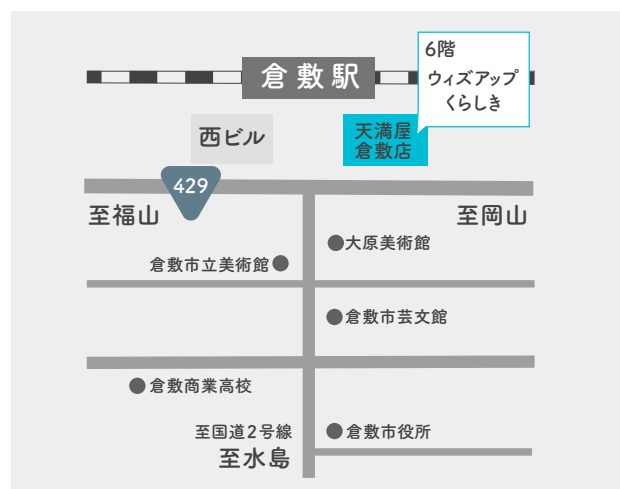 6階
ウィズアップ
くらしき
倉敷駅
西ビル
天満屋
倉敷店
429
至福山
至岡山
大原美術館
倉敷市立美術館
倉敷市芸文館
倉敷商業高校
至国道2号線
至水島
倉敷市役所